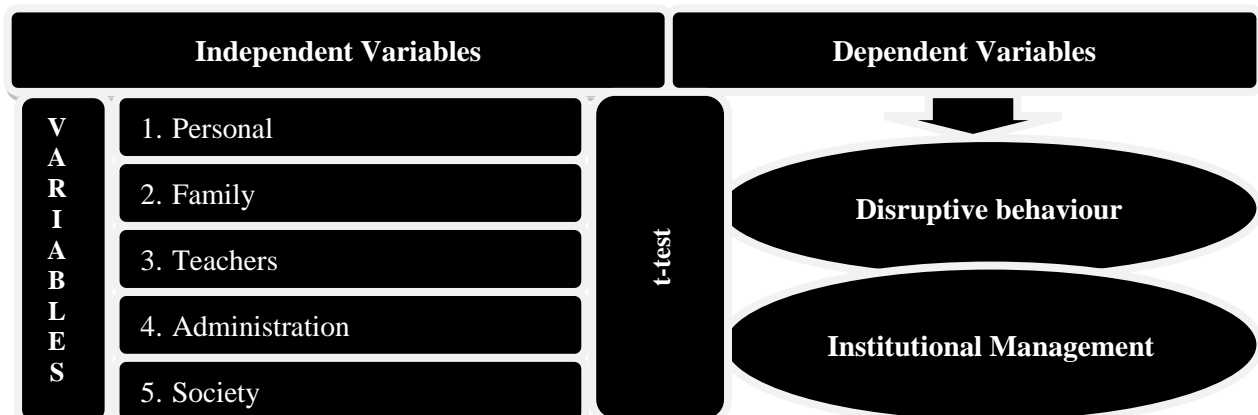 Independent Variables
Dependent Variables
VARIABLES
1. Personal
2. Family
3. Teachers
4. Administration
5. Society
t-test
Disruptive behaviour
Institutional Management